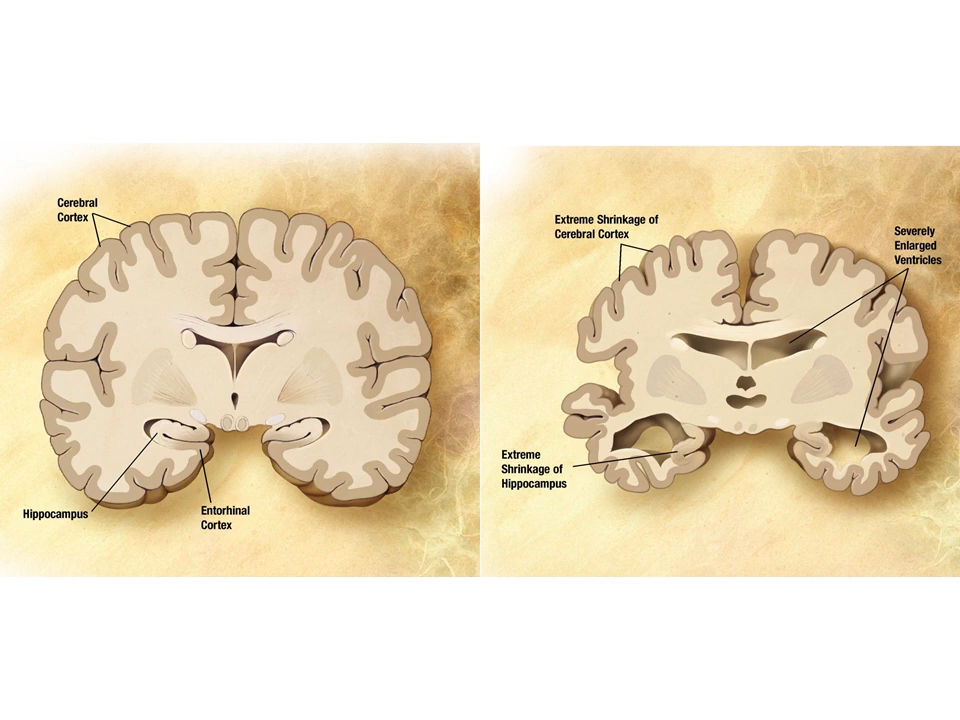 Cerebral
Cortex
Hippocampus
Entorhinal
Cortex
Extreme Shrinkage of
Cerebral Cortex
Severely
Enlarged
Ventricles
Extreme
Shrinkage of
Hippocampus